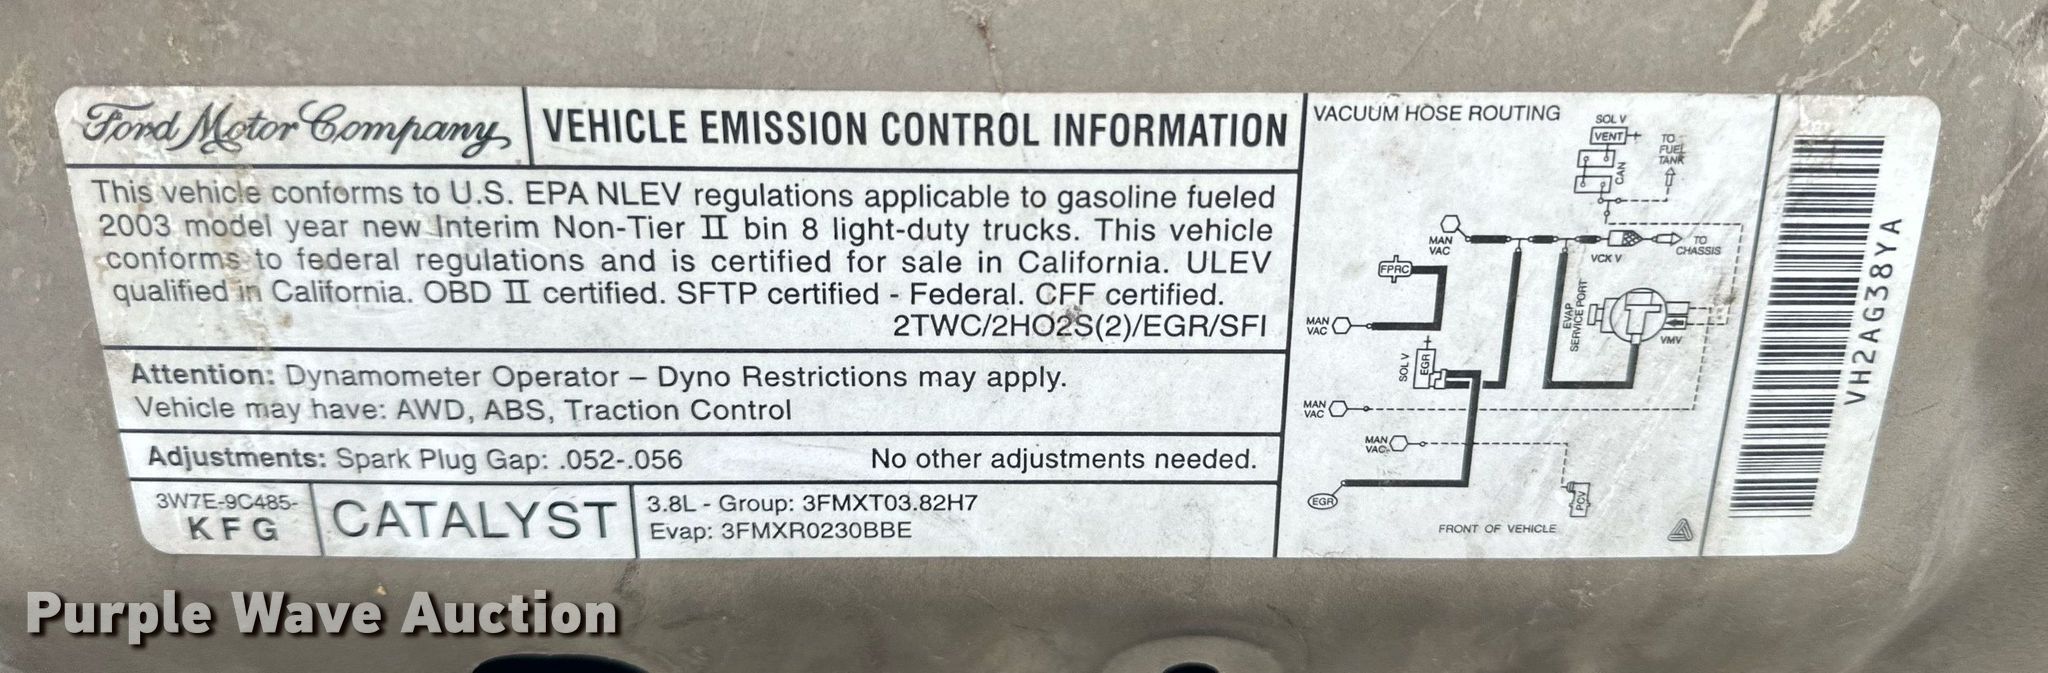 Ford Motor Company
VEHICLE EMISSION CONTROL INFORMATION
This vehicle conforms to U.S. EPA NLEV regulations applicable to gasoline fueled
2003 model year new Interim Non-Tier II bin 8 light-duty trucks. This vehicle
conforms to federal regulations and is certified for sale in California. ULEV
qualified in California. OBD II certified. SFTP certified - Federal. CFF certified.
2TWC/2HO2S(2)/EGR/SFI
Attention: Dynamometer Operator – Dyno Restrictions may apply.
Vehicle may have: AWD, ABS, Traction Control
Adjustments: Spark Plug Gap: .052-.056 No other adjustments needed.
3W7E-9C485-
KFG
CATALYST
3.8L - Group: 3FMXT03.82H7
Evap: 3FMXR0230BBE
VACUUM HOSE ROUTING
SOL V
VENT
CAN
TO
FUEL
TANK
MAN
VAC
VCK V
TO
CHASSIS
FPRC
MAN
VAC
EVAP
SERVICE PORT
VMV
SOL V
EGR
MAN
VAC
MAN
VAC
EGR
PCV
FRONT OF VEHICLE
VH2AG38YA
Purple Wave Auction